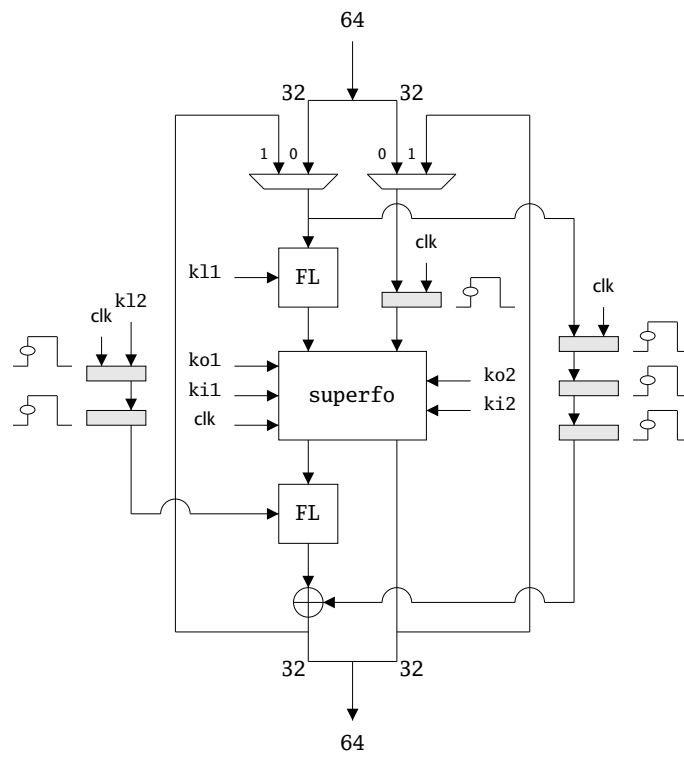 64
32 32
1 0 0 1
clk
kl1 FL
clk
kl2
clk
ko1
ki1
clk
superfo
ko2
ki2
FL
32 32
64